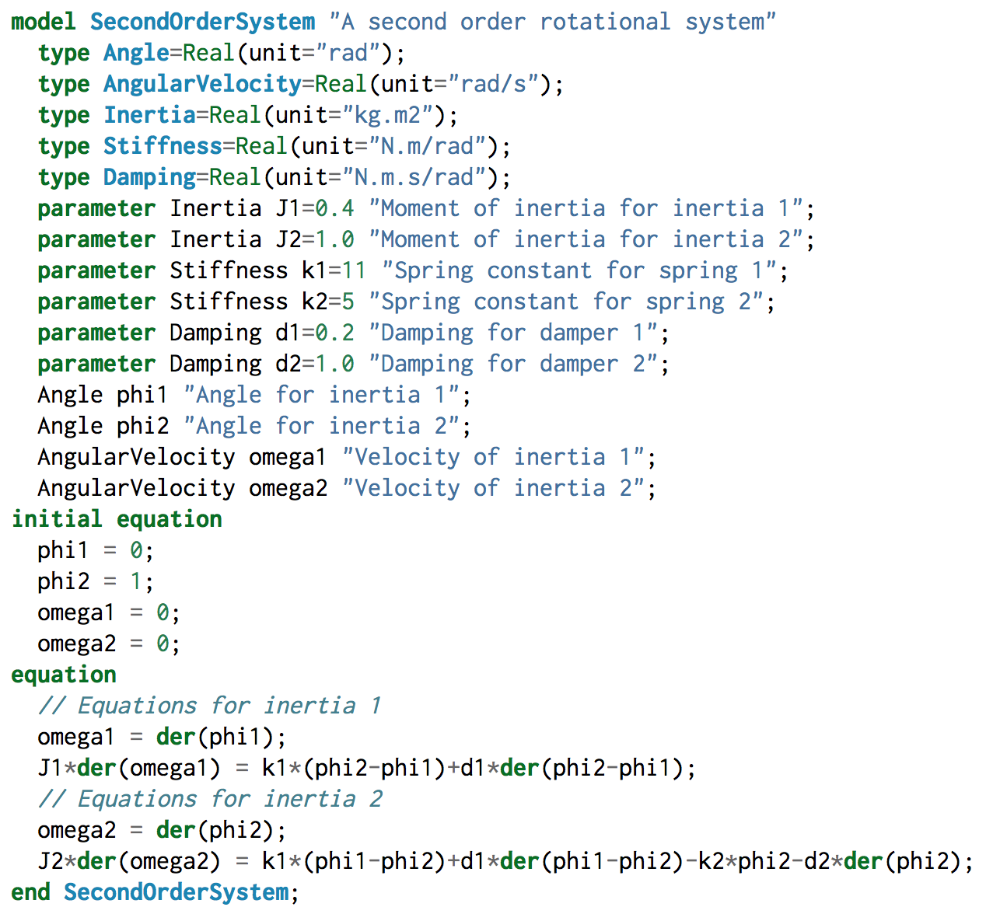 model SecondOrderSystem "A second order rotational system"
  type Angle=Real(unit="rad");
  type AngularVelocity=Real(unit="rad/s");
  type Inertia=Real(unit="kg.m2");
  type Stiffness=Real(unit="N.m/rad");
  type Damping=Real(unit="N.m.s/rad");
  parameter Inertia J1=0.4 "Moment of inertia for inertia 1";
  parameter Inertia J2=1.0 "Moment of inertia for inertia 2";
  parameter Stiffness k1=11 "Spring constant for spring 1";
  parameter Stiffness k2=5 "Spring constant for spring 2";
  parameter Damping d1=0.2 "Damping for damper 1";
  parameter Damping d2=1.0 "Damping for damper 2";
  Angle phi1 "Angle for inertia 1";
  Angle phi2 "Angle for inertia 2";
  AngularVelocity omega1 "Velocity of inertia 1";
  AngularVelocity omega2 "Velocity of inertia 2";
initial equation
  phi1 = 0;
  phi2 = 1;
  omega1 = 0;
  omega2 = 0;
equation
  // Equations for inertia 1
  omega1 = der(phi1);
  J1*der(omega1) = k1*(phi2-phi1)+d1*der(phi2-phi1);
  // Equations for inertia 2
  omega2 = der(phi2);
  J2*der(omega2) = k1*(phi1-phi2)+d1*der(phi1-phi2)-k2*phi2-d2*der(phi2);
end SecondOrderSystem;